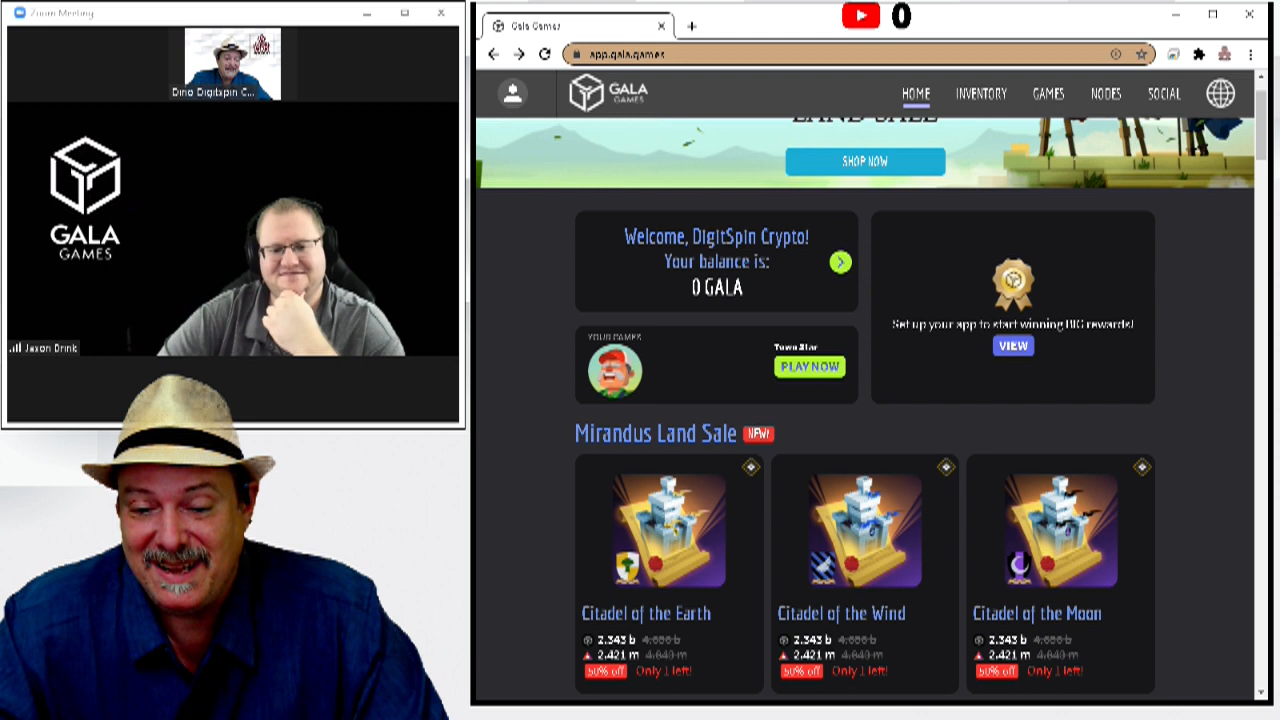 Zoom Meeting
Dino Digitspin C...
GALA
GAMES
Jaxon Brink
0
Gala Games
app.gala.games
GALA
GAMES
HOME
INVENTORY
GAMES
NODES
SOCIAL
LAND SALE
SHOP NOW
Welcome, DigitSpin Crypto!
Your balance is:
0 GALA
Set up your app to start winning BIG rewards!
VIEW
YOUR GAMES
Town Star
PLAY NOW
Mirandus Land Sale NEW!
Citadel of the Earth
2.343 b 4.686 b
2.421 m 4.843 m
50% off Only 1 left!
Citadel of the Wind
2.343 b 4.686 b
2.421 m 4.843 m
50% off Only 1 left!
Citadel of the Moon
2.343 b 4.686 b
2.421 m 4.843 m
50% off Only 1 left!